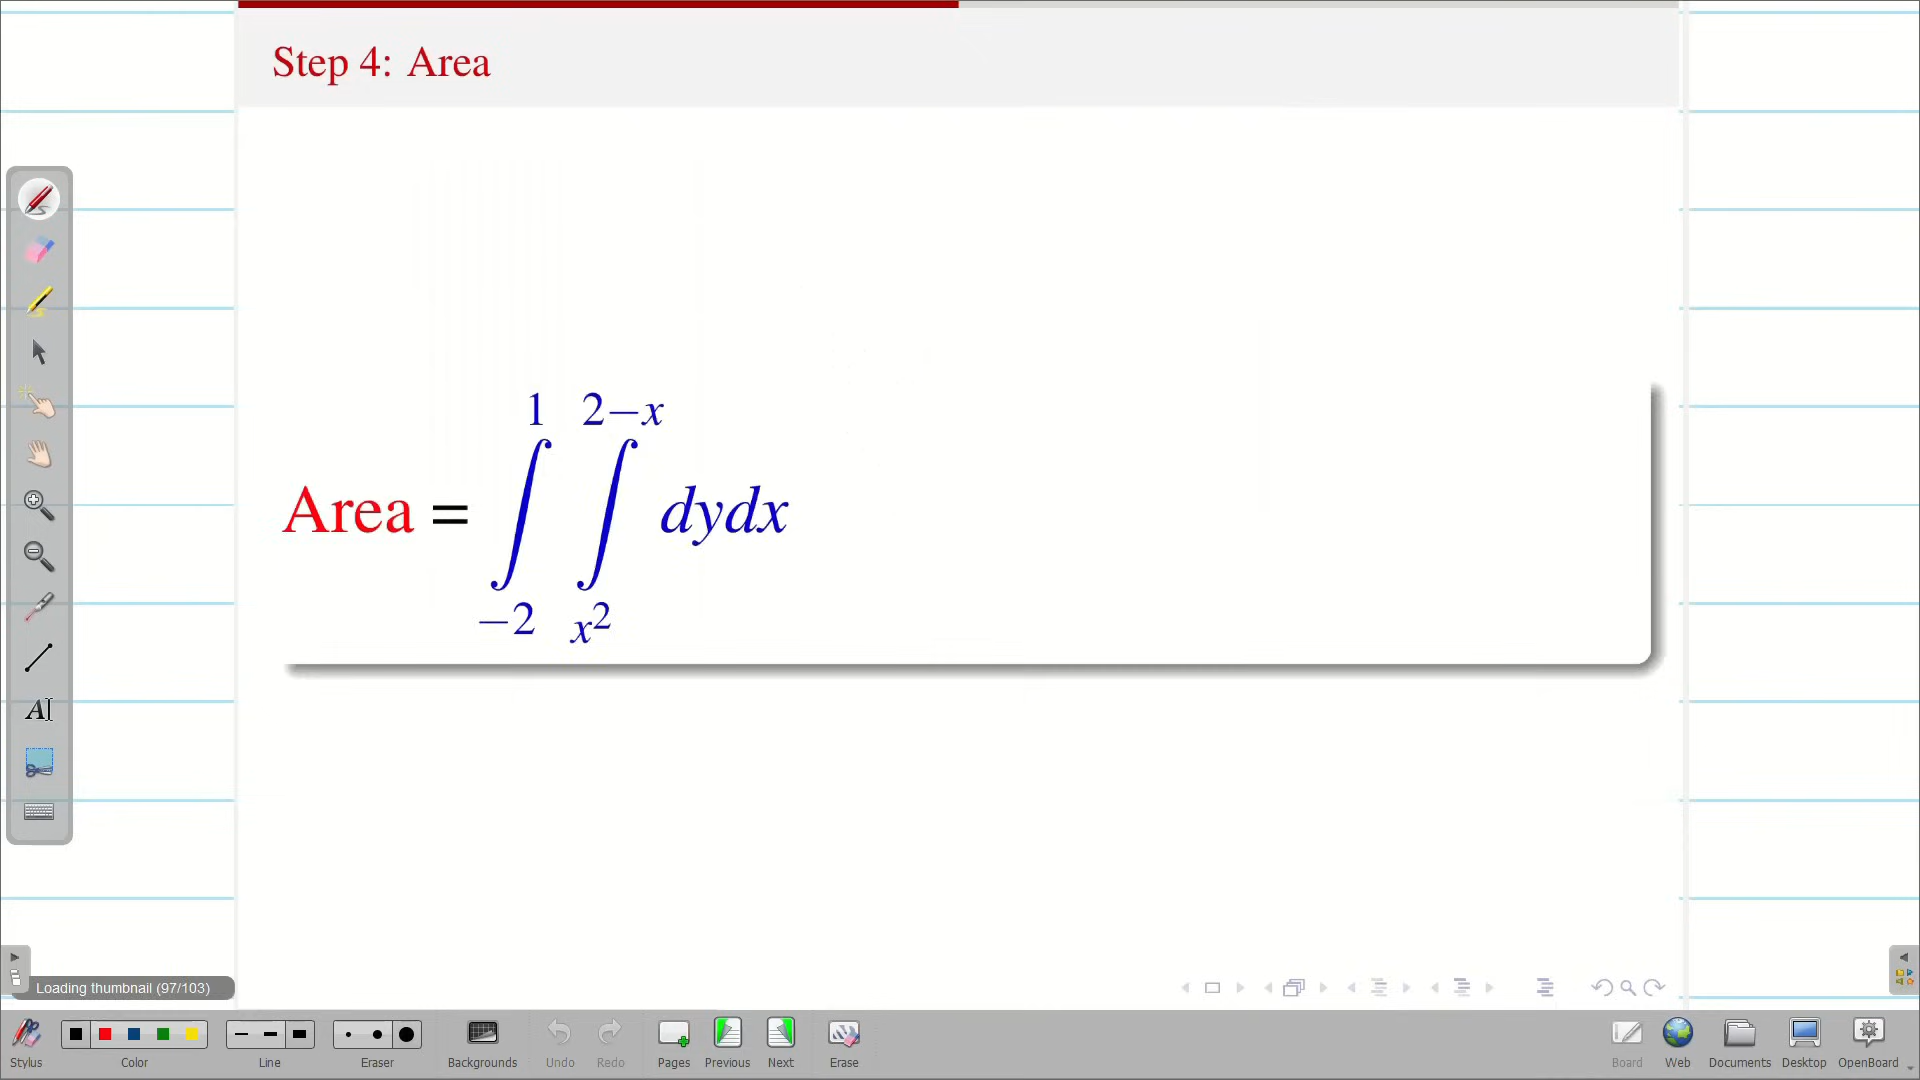 Step 4: Area
1 2−x
Area = ∫ ∫ dydx
−2 x²
Loading thumbnail (97/103)
Stylus Color Line Eraser Backgrounds Undo Redo Pages Previous Next Erase Board Web Documents Desktop OpenBoard